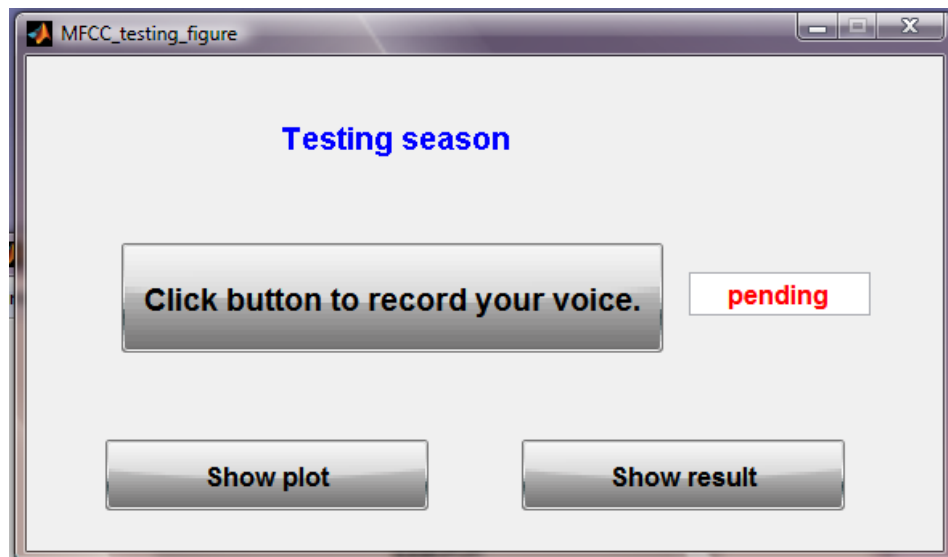 MFCC_testing_figure
Testing season
Click button to record your voice.
pending
Show plot
Show result